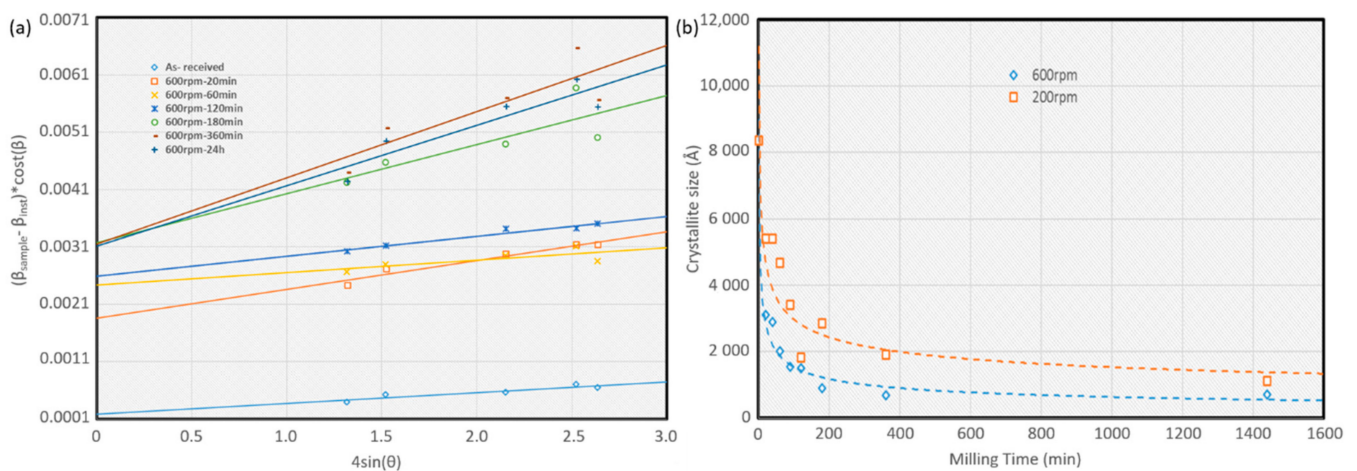 (a)
0.0071
0.0061
0.0051
0.0041
0.0031
0.0021
0.0011
0.0001
(βsample- βinst)*cost(β)
As- received
600rpm-20min
600rpm-60min
600rpm-120min
600rpm-180min
600rpm-360min
600rpm-24h
0 0.5 1.0 1.5 2.0 2.5 3.0
4sin(θ)
(b)
12,000
10,000
8 000
6 000
4 000
2 000
0
Crystallite size (Å)
600rpm
200rpm
0 200 400 600 800 1000 1200 1400 1600
Milling Time (min)